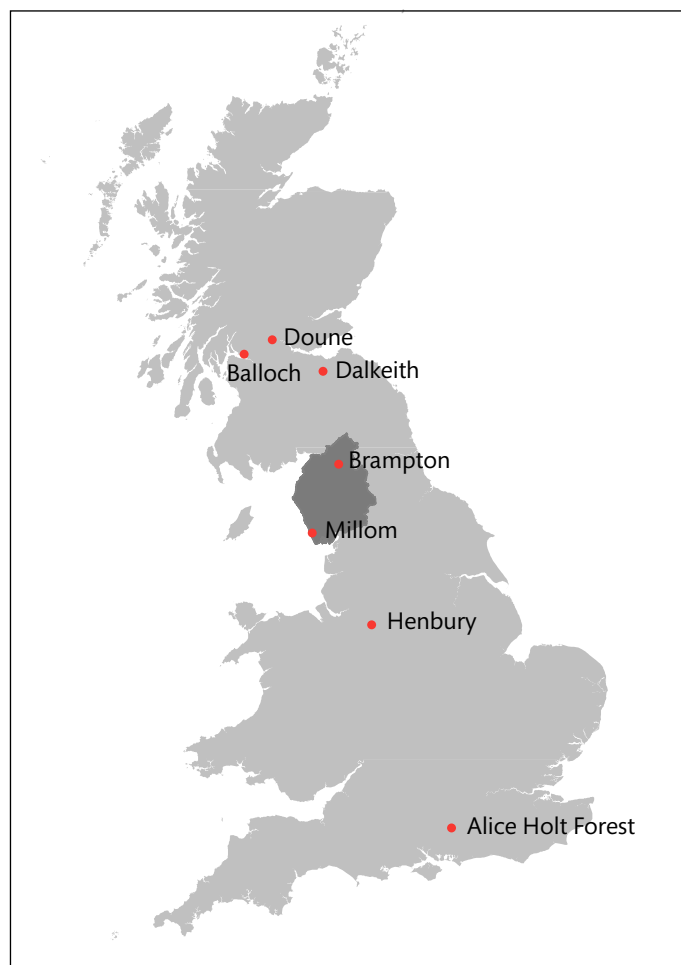 Doune
Balloch
Dalkeith
Brampton
Millom
Henbury
Alice Holt Forest